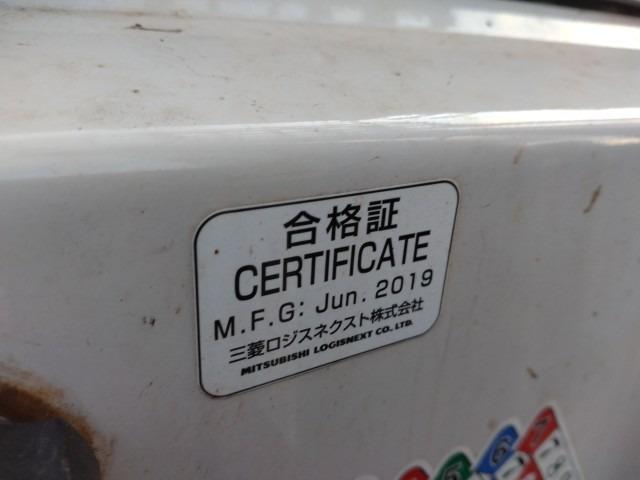 合格証
CERTIFICATE
M.F.G: Jun. 2019
三菱ロジスネクスト株式会社
MITSUBISHI LOGISNEXT CO., LTD.